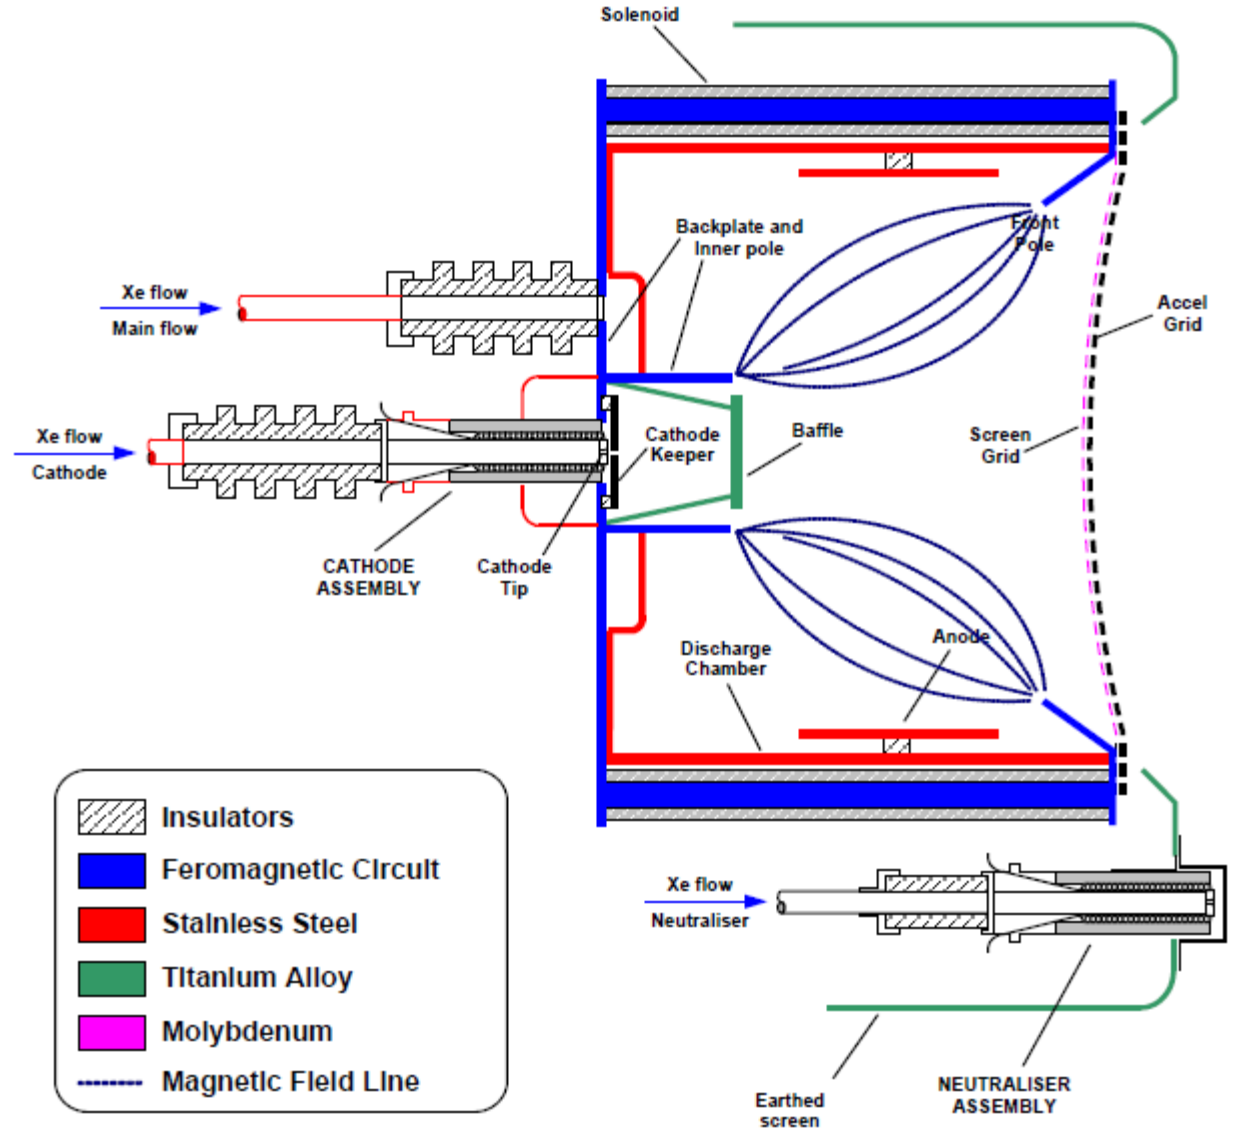 Solenoid
Backplate and
Inner pole
Front
Pole
Xe flow
Main flow
Accel
Grid
Xe flow
Cathode
Cathode
Keeper
Baffle
Screen
Grid
CATHODE
ASSEMBLY
Cathode
Tip
Discharge
Chamber
Anode
Insulators
Feromagnetic Circuit
Stainless Steel
Titanium Alloy
Molybdenum
Magnetic Field Line
Xe flow
Neutraliser
Earthed
screen
NEUTRALISER
ASSEMBLY